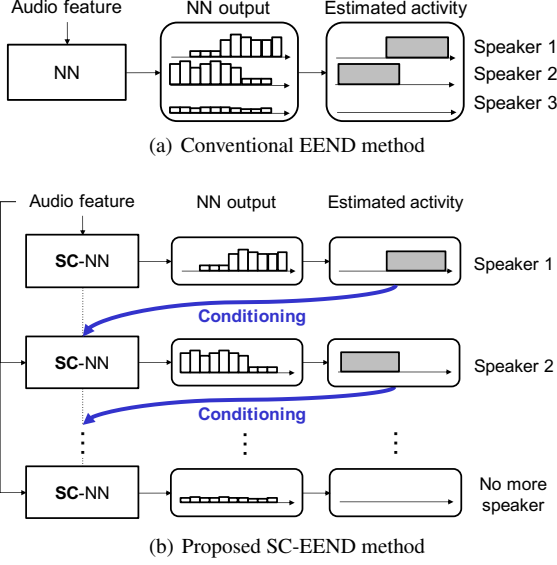 Audio feature
NN output
Estimated activity
NN
Speaker 1
Speaker 2
Speaker 3
(a) Conventional EEND method
Audio feature
NN output
Estimated activity
SC-NN
Speaker 1
Conditioning
SC-NN
Speaker 2
Conditioning
SC-NN
No more
speaker
(b) Proposed SC-EEND method